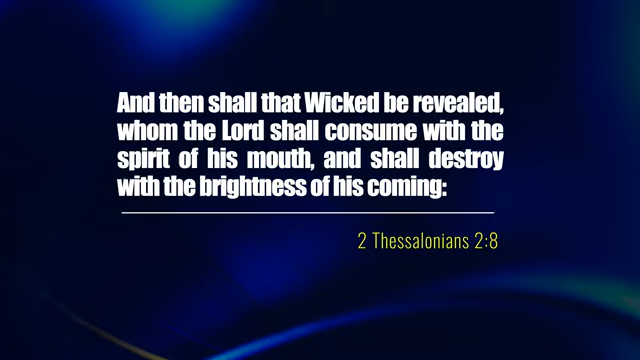 And then shall that Wicked be revealed,
whom the Lord shall consume with the
spirit of his mouth, and shall destroy
with the brightness of his coming:
2 Thessalonians 2:8